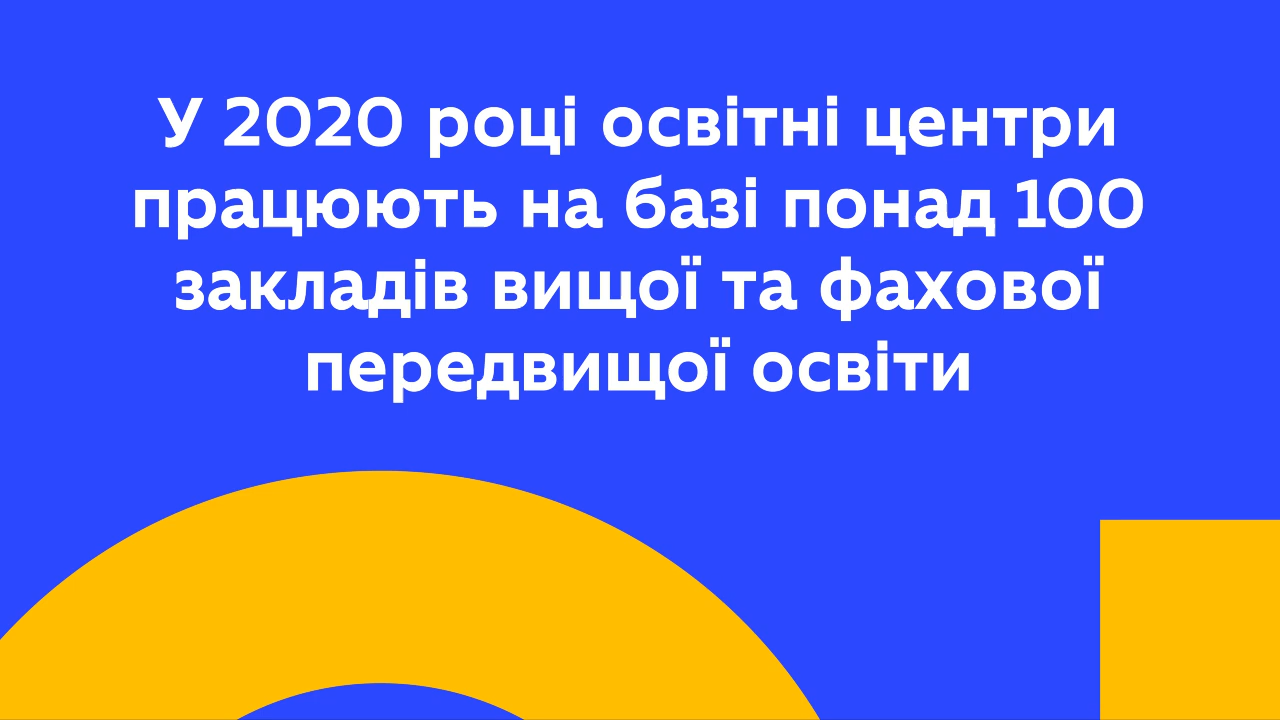 У 2020 році освітні центри
працюють на базі понад 100
закладів вищої та фахової
передвищої освіти